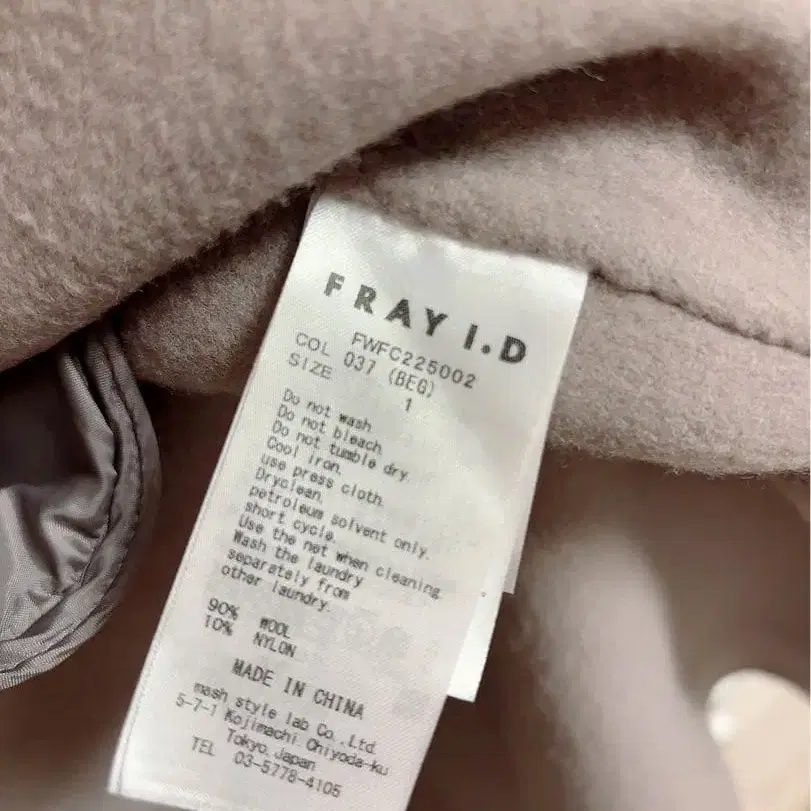 FRAY I.D
FWFC225002
COL 037 (BEG)
SIZE 1
Do not wash
Do not bleach
Do not tumble dry.
Cool iron.
use press cloth.
Dryclean.
petroleum solvent only.
short cycle.
Use the net when cleaning.
Wash the laundry
separately from
other laundry.
90% WOOL
10% NYLON
MADE IN CHINA
mash style lab Co.,Ltd.
5-7-1 Kojimachi Chiyoda-ku
Tokyo Japan
TEL 03-5778-4105